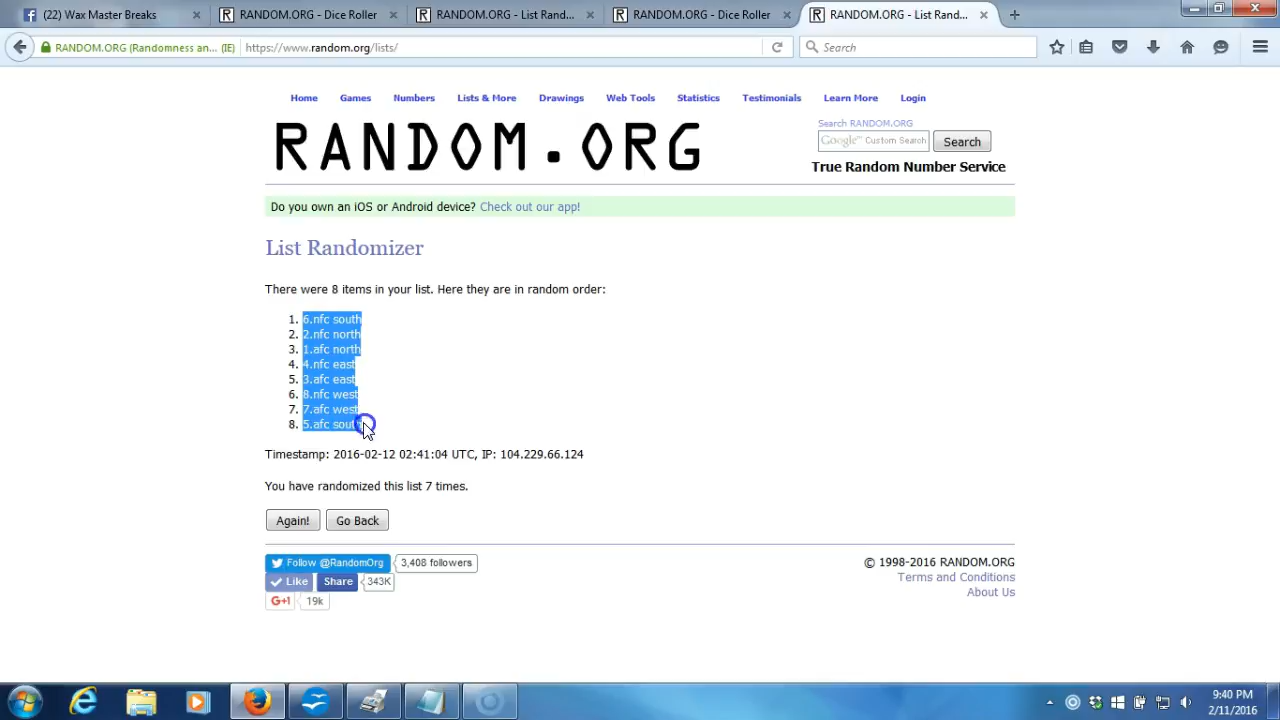 (22) Wax Master Breaks
RANDOM.ORG - Dice Roller
RANDOM.ORG - List Rand...
RANDOM.ORG - Dice Roller
RANDOM.ORG - List Rand...
RANDOM.ORG (Randomness an... (IE)
https://www.random.org/lists/
Search
Home Games Numbers Lists & More Drawings Web Tools Statistics Testimonials Learn More Login
RANDOM.ORG
Search RANDOM.ORG
Google™ Custom Search
Search
True Random Number Service
Do you own an iOS or Android device? Check out our app!
List Randomizer
There were 8 items in your list. Here they are in random order:
1. 6.nfc south
2. 2.nfc north
3. 1.afc north
4. 4.nfc east
5. 3.afc east
6. 8.nfc west
7. 7.afc west
8. 5.afc south
Timestamp: 2016-02-12 02:41:04 UTC, IP: 104.229.66.124
You have randomized this list 7 times.
Again! Go Back
Follow @RandomOrg 3,408 followers
Like Share 343K
G+1 19k
© 1998-2016 RANDOM.ORG
Terms and Conditions
About Us
9:40 PM
2/11/2016